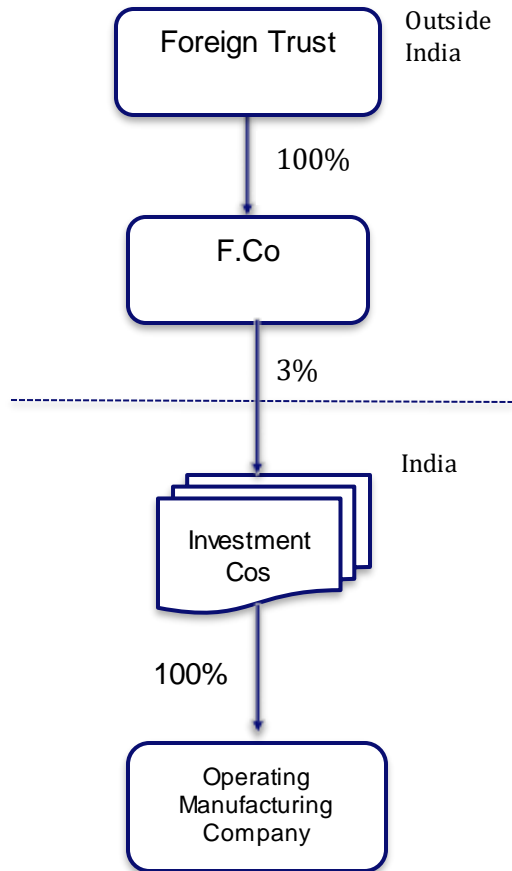 Foreign Trust
Outside
India
100%
F.Co
3%
India
Investment
Cos
100%
Operating
Manufacturing
Company